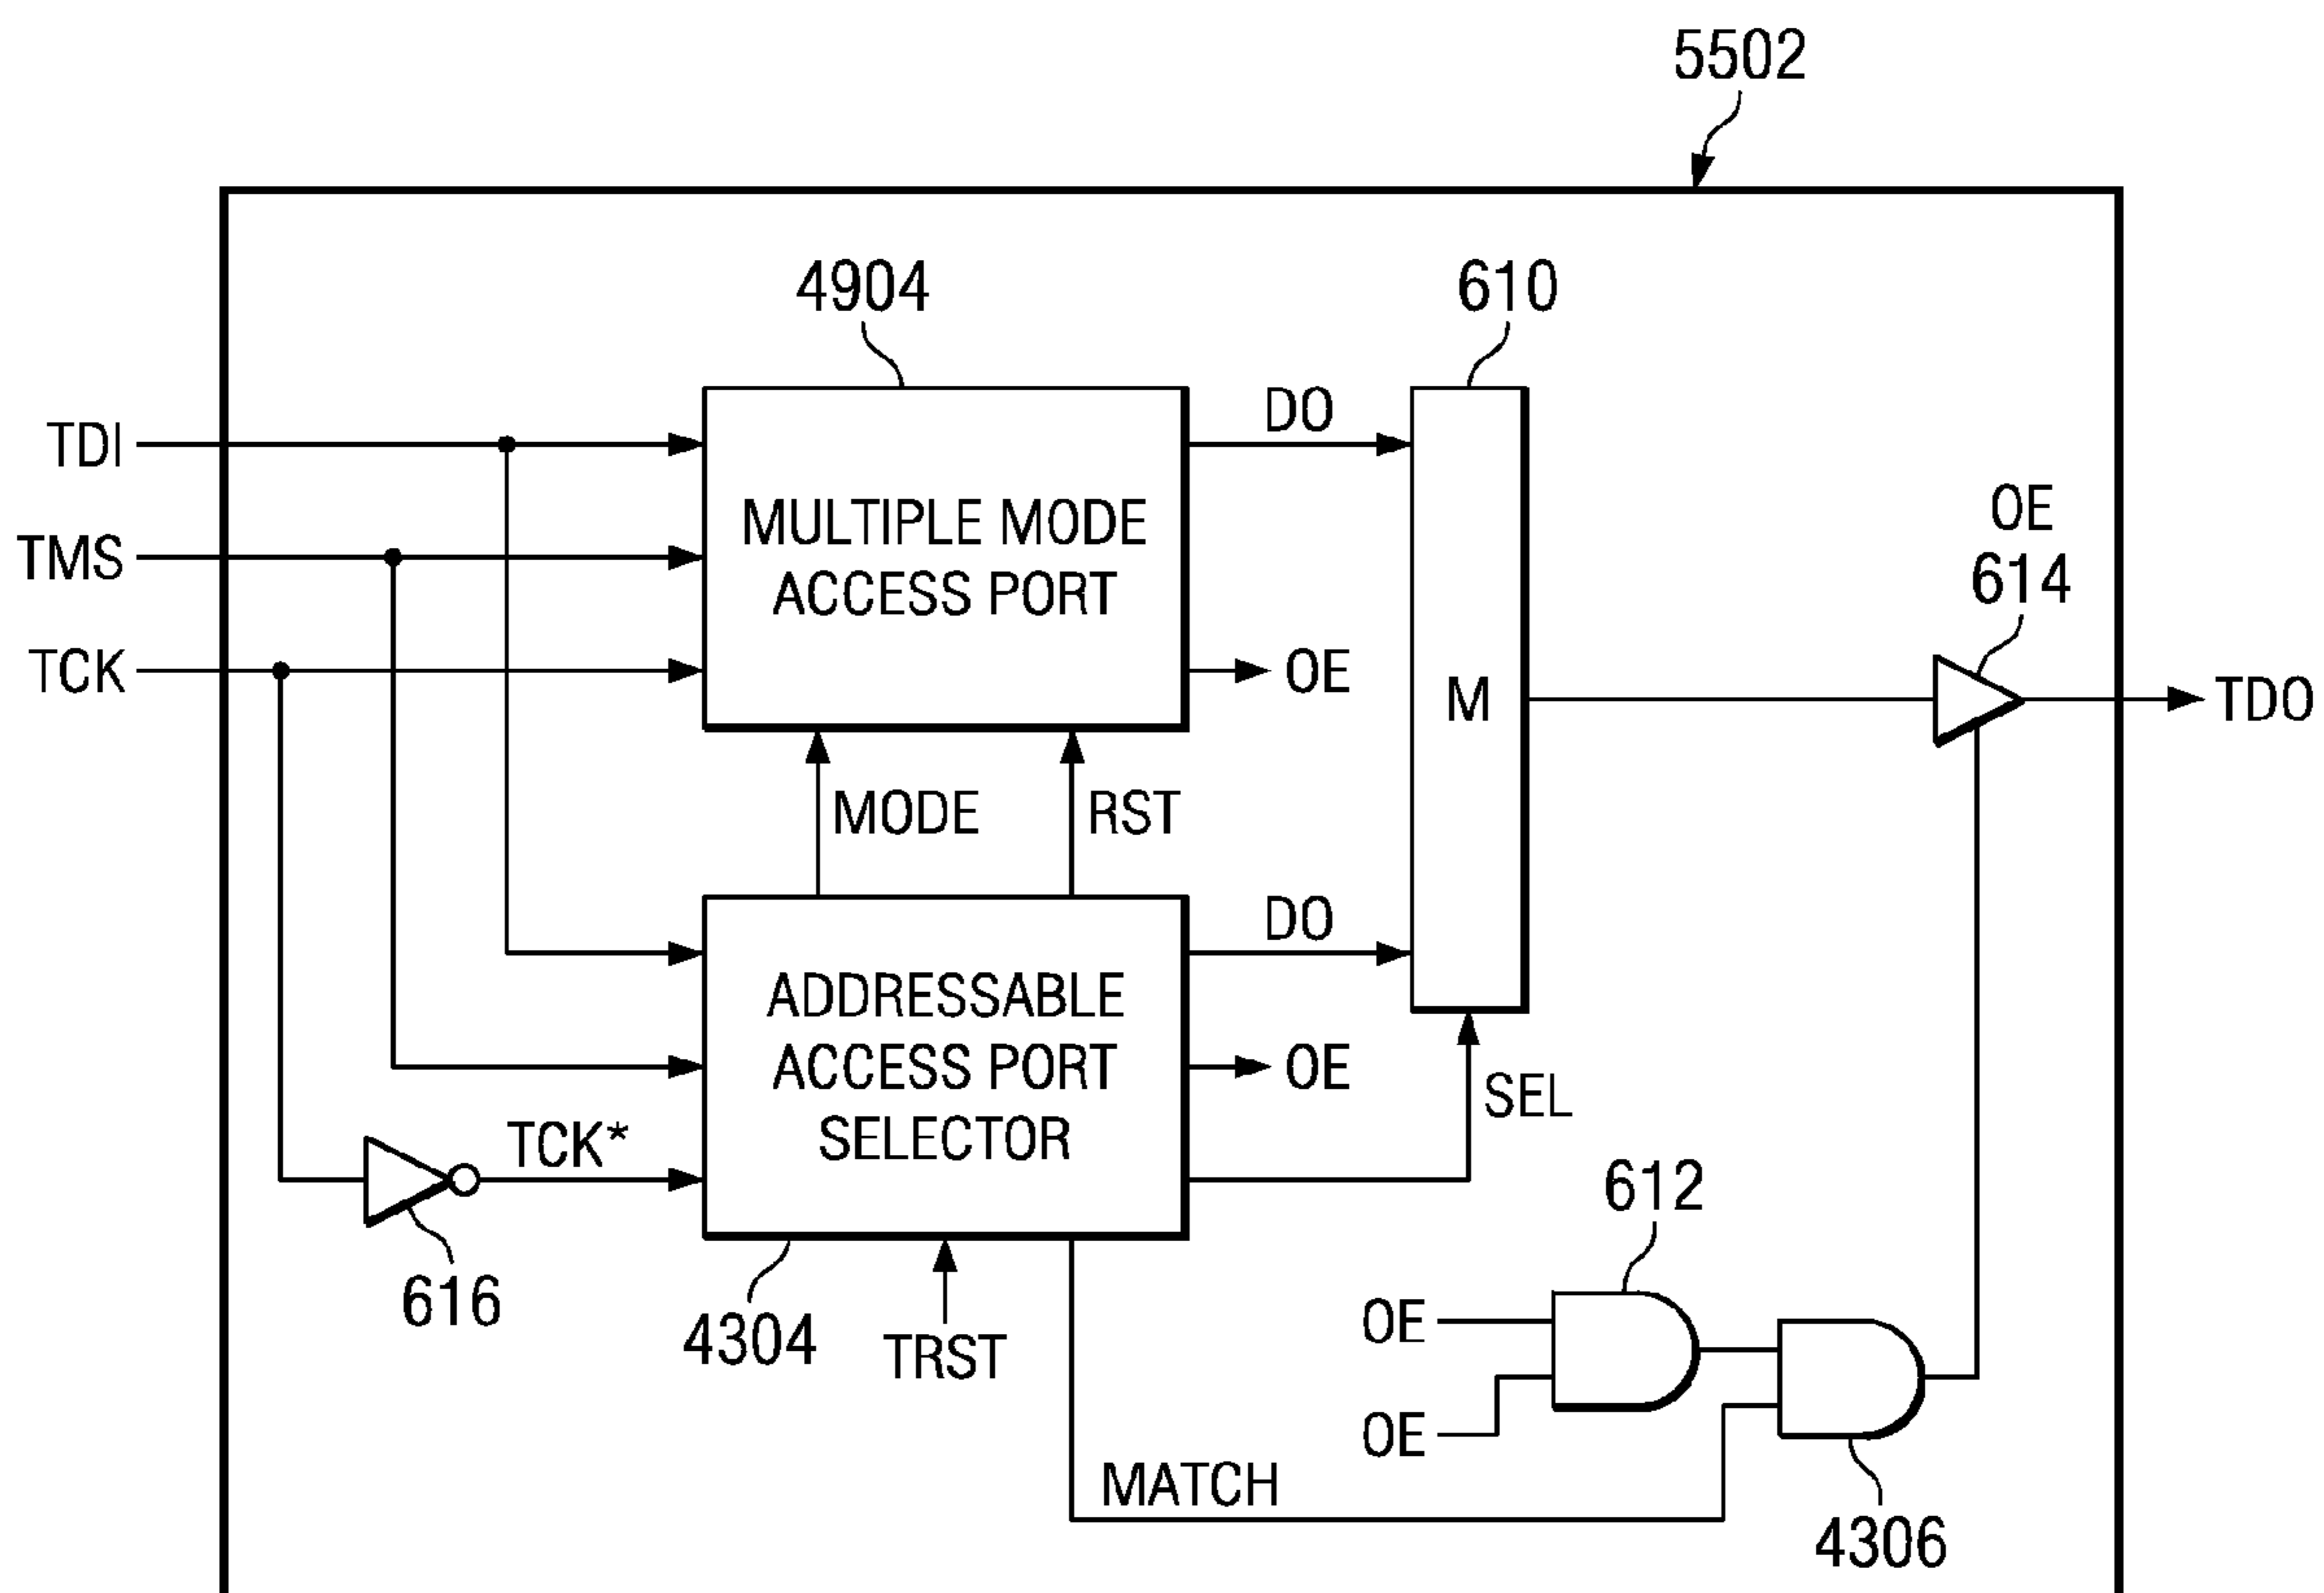 5502
4904
610
TDI
DO
MULTIPLE MODE
ACCESS PORT
OE
614
TMS
TCK
OE
M
TDO
MODE
RST
DO
ADDRESSABLE
ACCESS PORT
SELECTOR
OE
SEL
TCK*
612
616
4304
TRST
OE
OE
MATCH
4306